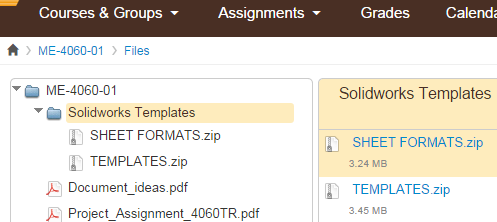 Courses & Groups Assignments Grades
ME-4060-01 Files
ME-4060-01
Solidworks Templates
SHEET FORMATS.zip
TEMPLATES.zip
Document_ideas.pdf
Project_Assignment_4060TR.pdf
Solidworks Templates
SHEET FORMATS.zip
3.24 MB
TEMPLATES.zip
3.45 MB